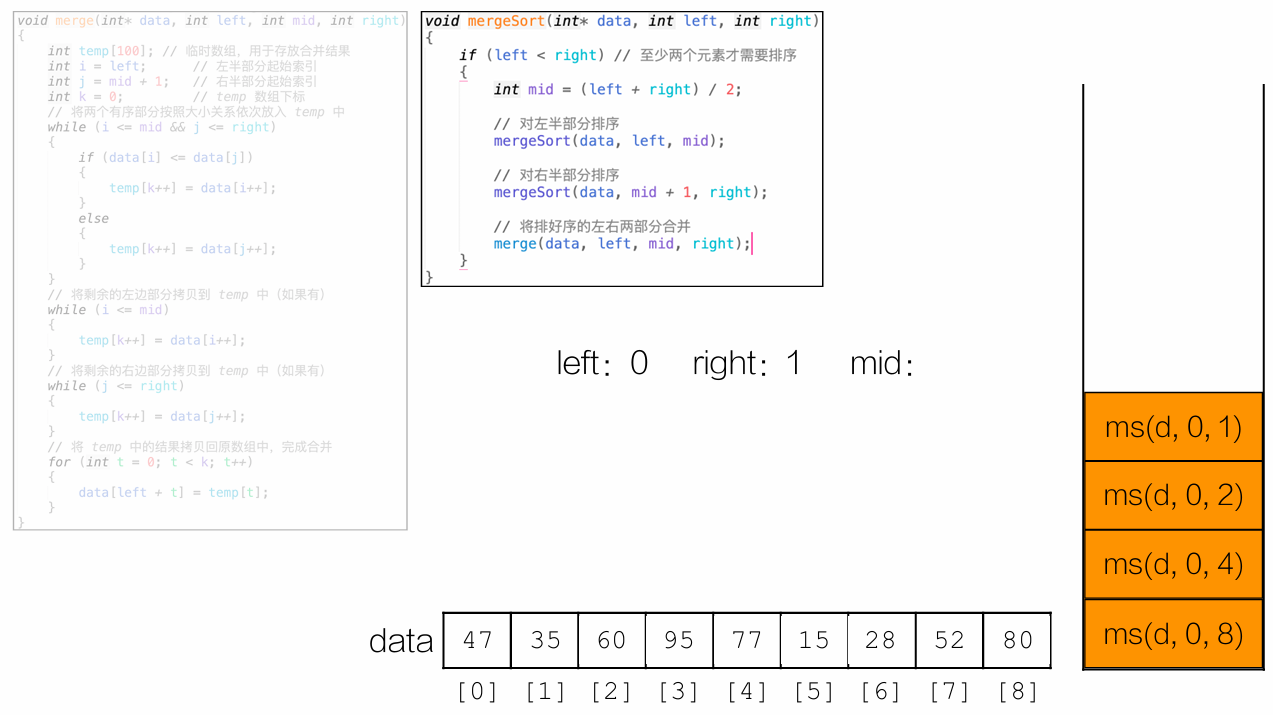 void merge(int* data, int left, int mid, int right)
{
int temp[100]; // 临时数组，用于存放合并结果
int i = left; // 左半部分起始索引
int j = mid + 1; // 右半部分起始索引
int k = 0; // temp 数组下标
// 将两个有序部分按照大小关系依次放入 temp 中
while (i <= mid && j <= right)
{
if (data[i] <= data[j])
{
temp[k++] = data[i++];
}
else
{
temp[k++] = data[j++];
}
}
// 将剩余的左边部分拷贝到 temp 中（如果有）
while (i <= mid)
{
temp[k++] = data[i++];
}
// 将剩余的右边部分拷贝到 temp 中（如果有）
while (j <= right)
{
temp[k++] = data[j++];
}
// 将 temp 中的结果拷贝回原数组中，完成合并
for (int t = 0; t < k; t++)
{
data[left + t] = temp[t];
}
}
void mergeSort(int* data, int left, int right)
{
if (left < right) // 至少两个元素才需要排序
{
int mid = (left + right) / 2;
// 对左半部分排序
mergeSort(data, left, mid);
// 对右半部分排序
mergeSort(data, mid + 1, right);
// 将排好序的左右两部分合并
merge(data, left, mid, right);
}
}
left: 0 right: 1 mid:
ms(d, 0, 1)
ms(d, 0, 2)
ms(d, 0, 4)
ms(d, 0, 8)
data 47 35 60 95 77 15 28 52 80
[0] [1] [2] [3] [4] [5] [6] [7] [8]